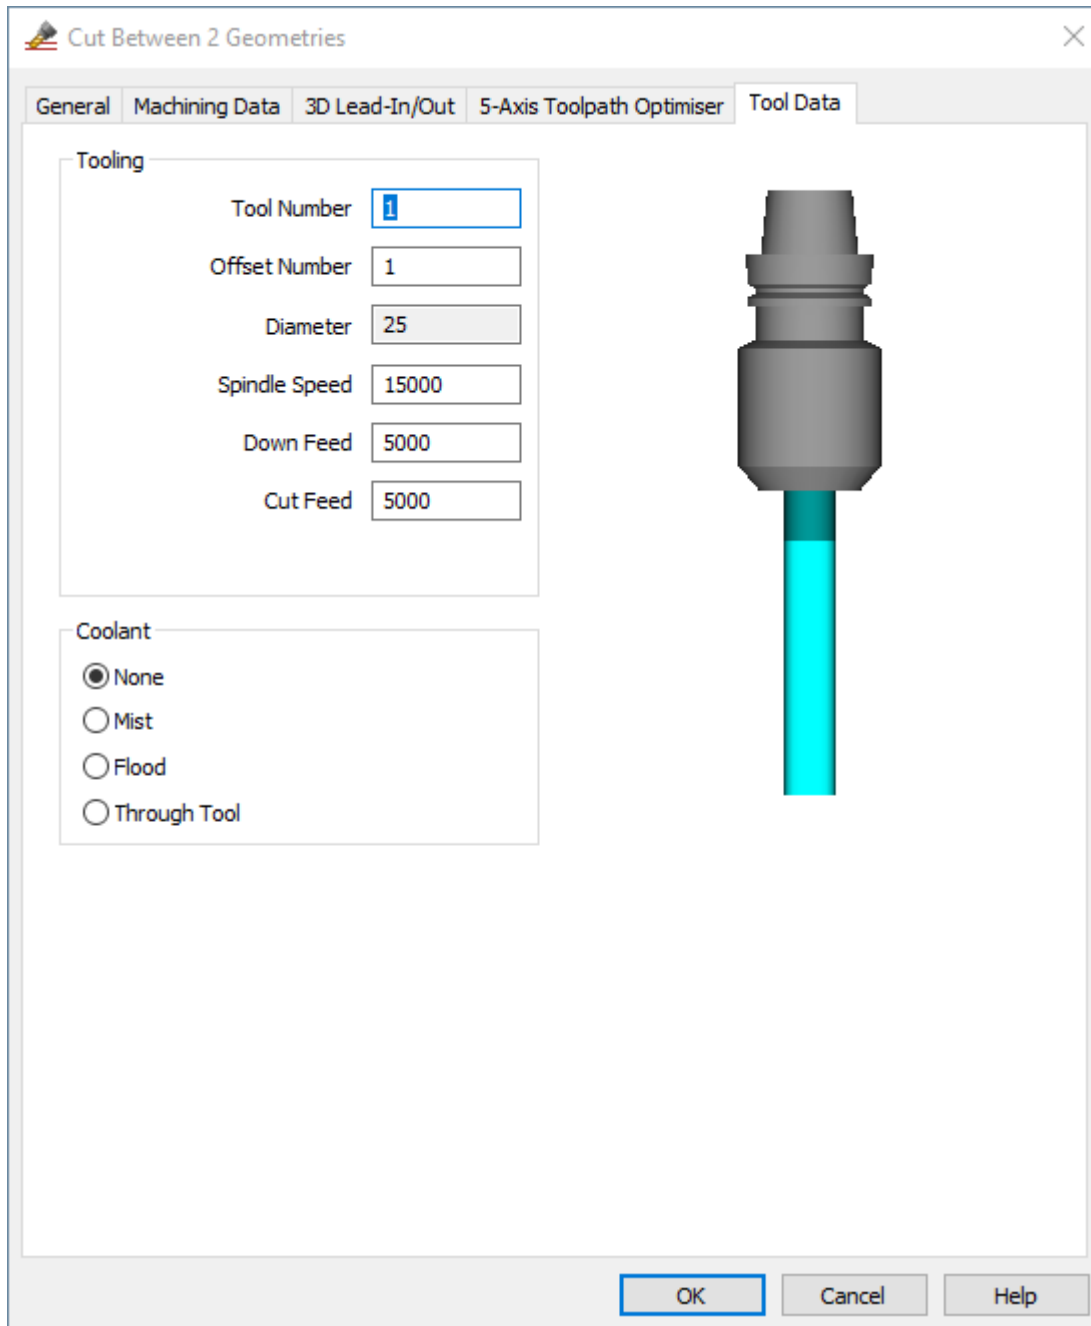 Cut Between 2 Geometries
General Machining Data 3D Lead-In/Out 5-Axis Toolpath Optimiser Tool Data
Tooling
Tool Number 1
Offset Number 1
Diameter 25
Spindle Speed 15000
Down Feed 5000
Cut Feed 5000
Coolant
None
Mist
Flood
Through Tool
OK Cancel Help